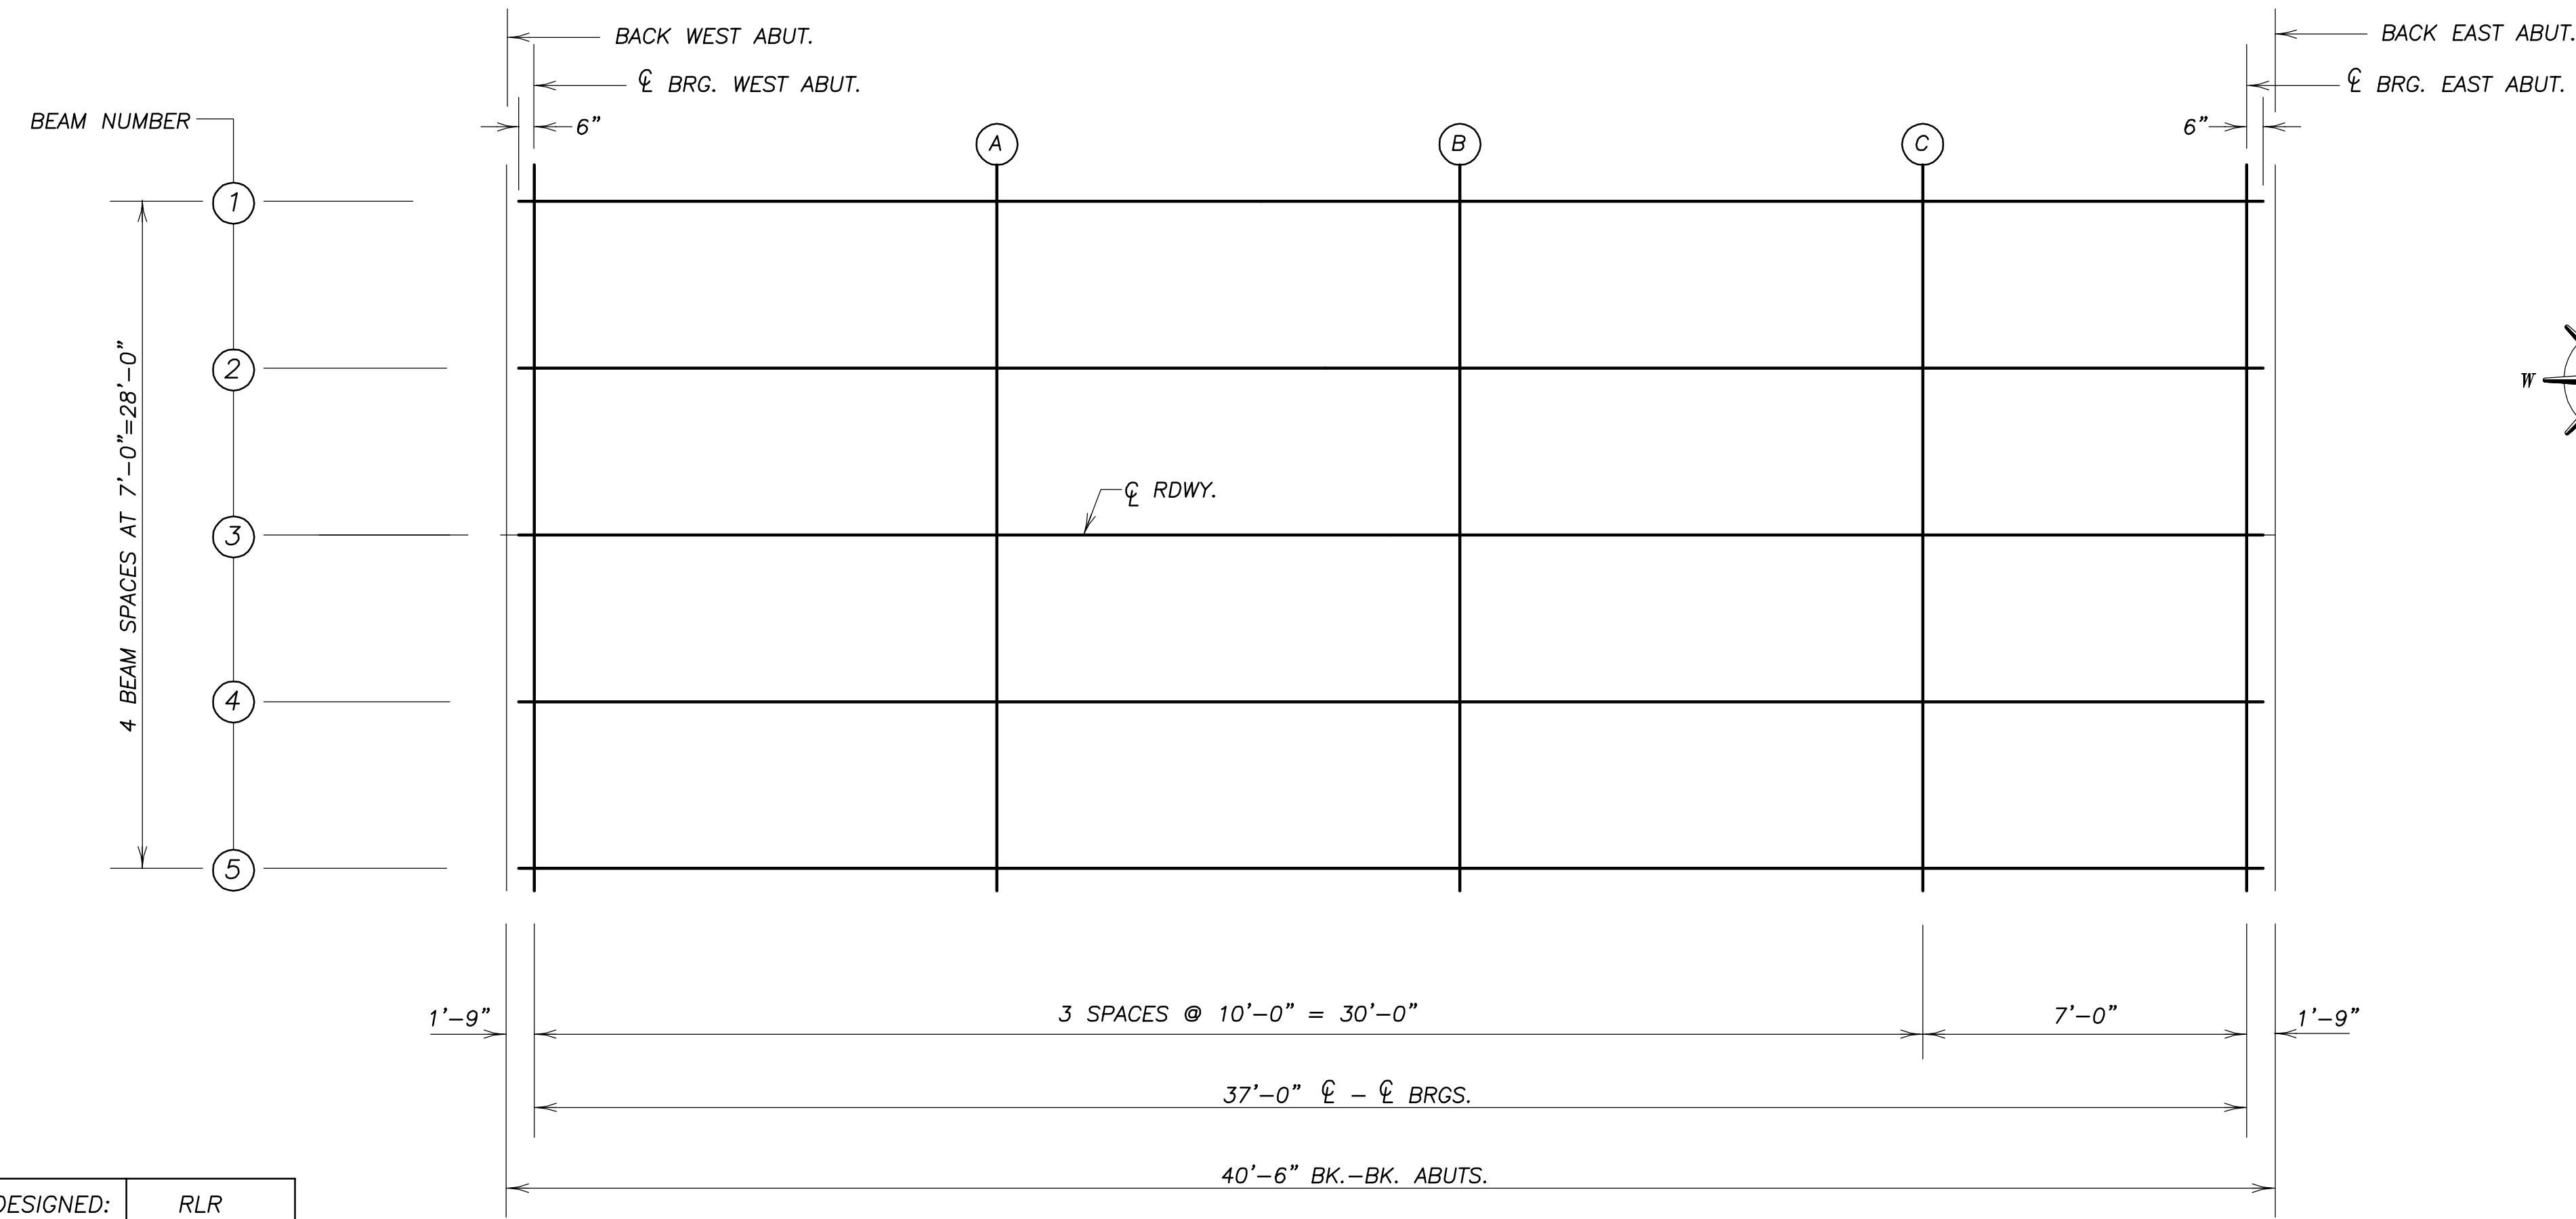 BACK WEST ABUT.
BACK EAST ABUT.
℄ BRG. WEST ABUT.
℄ BRG. EAST ABUT.
BEAM NUMBER
6"
6"
A
B
C
1
2
3
4
5
4 BEAM SPACES AT 7'-0"=28'-0"
℄ RDWY.
W
1'-9"
3 SPACES @ 10'-0" = 30'-0"
7'-0"
1'-9"
37'-0" ℄ - ℄ BRGS.
40'-6" BK.-BK. ABUTS.
DESIGNED: RLR